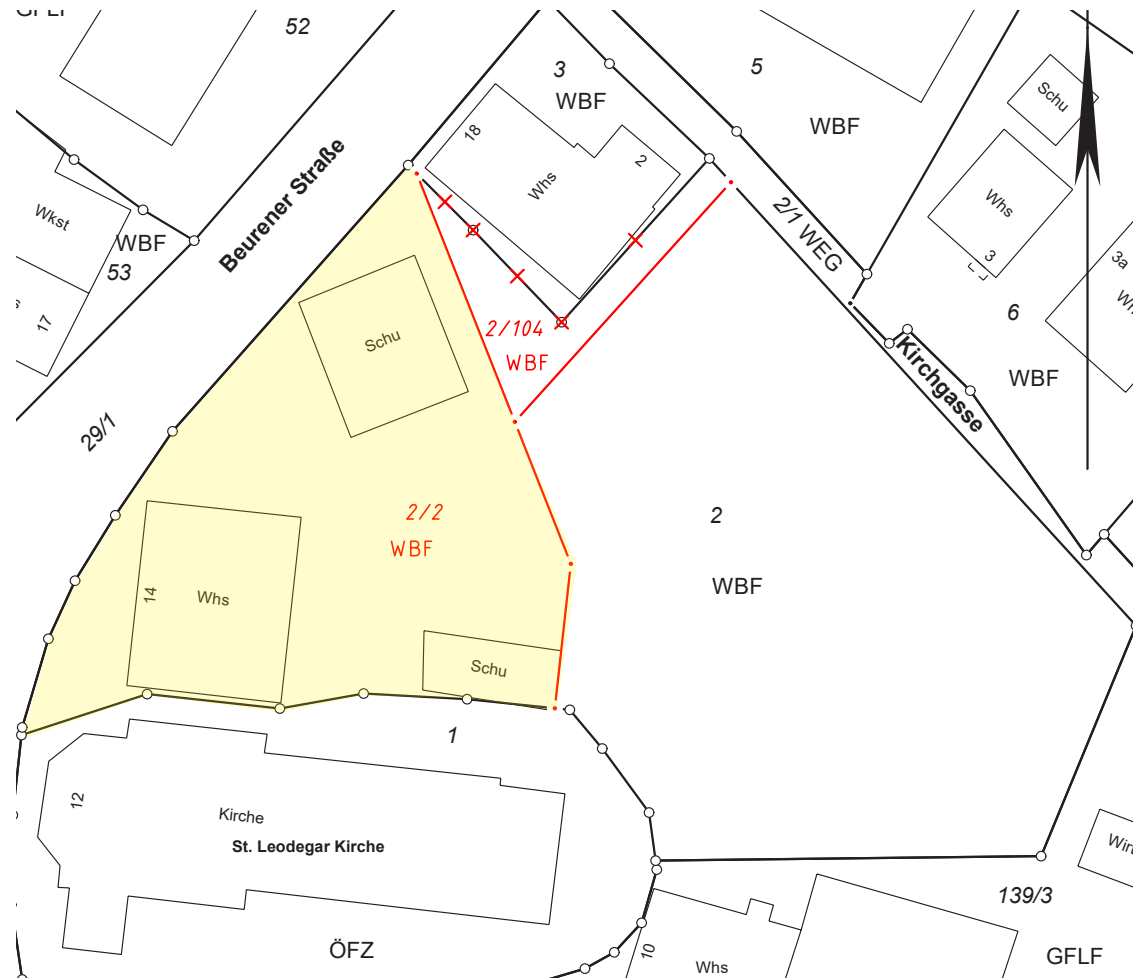 52
3
WBF
5
WBF
Schu
18
2
Whs
Whs
3
3a
Beurener Straße
Wkst
WBF
53
17
2/1 WEG
6
WBF
Schu
2/104
WBF
Kirchgasse
29/1
2/2
WBF
2
WBF
14
Whs
Schu
1
12
Kirche
St. Leodegar Kirche
139/3
ÖFZ
10
Whs
GFLF